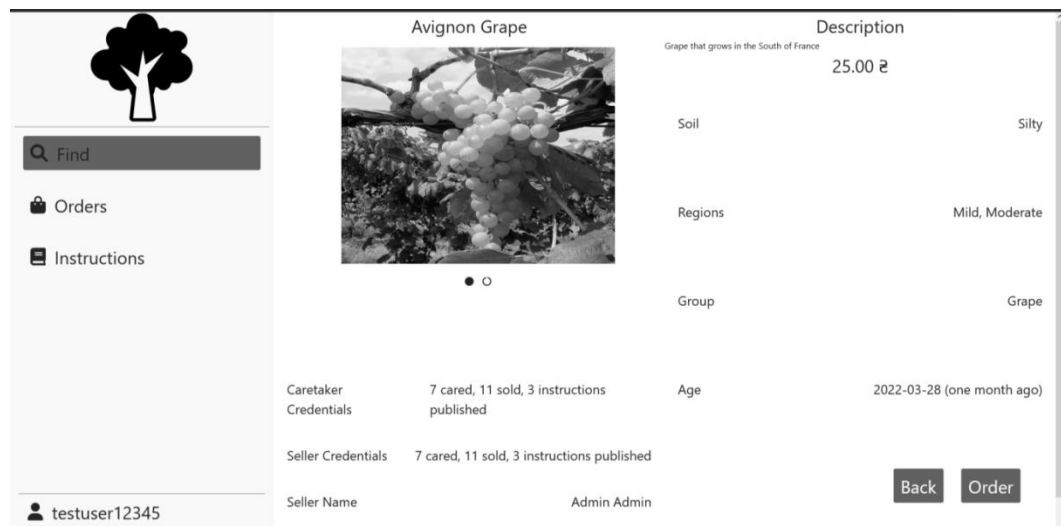 Find
Orders
Instructions
testuser12345
Avignon Grape
Caretaker
Credentials
7 cared, 11 sold, 3 instructions
published
Seller Credentials 7 cared, 11 sold, 3 instructions published
Seller Name Admin Admin
Description
Grape that grows in the South of France
25.00 ₴
Soil Silty
Regions Mild, Moderate
Group Grape
Age 2022-03-28 (one month ago)
Back Order